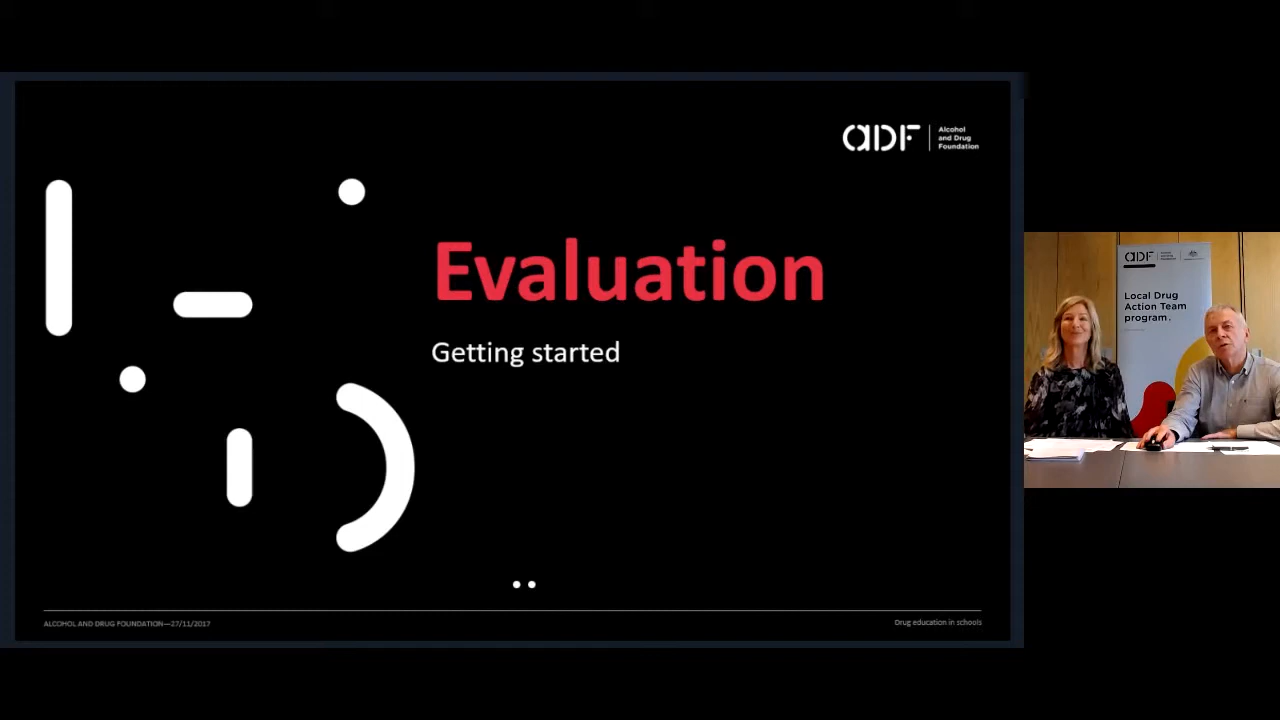 ADF
Alcohol
and Drug
Foundation
Evaluation
Getting started
ALCOHOL AND DRUG FOUNDATION—27/11/2017
Drug education in schools
ADF
Local Drug
Action Team
program.